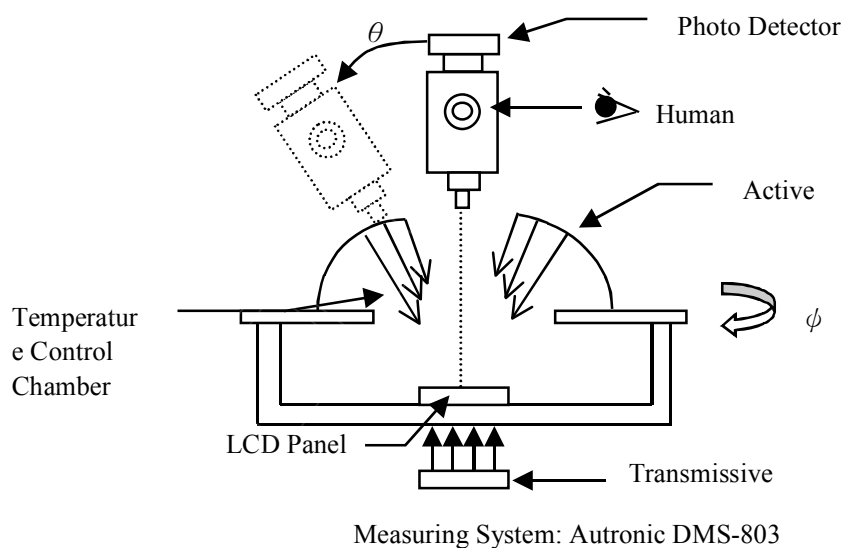 θ
Photo Detector
Human
Active
Temperatur
e Control
Chamber
ϕ
LCD Panel
Transmissive
Measuring System: Autronic DMS-803